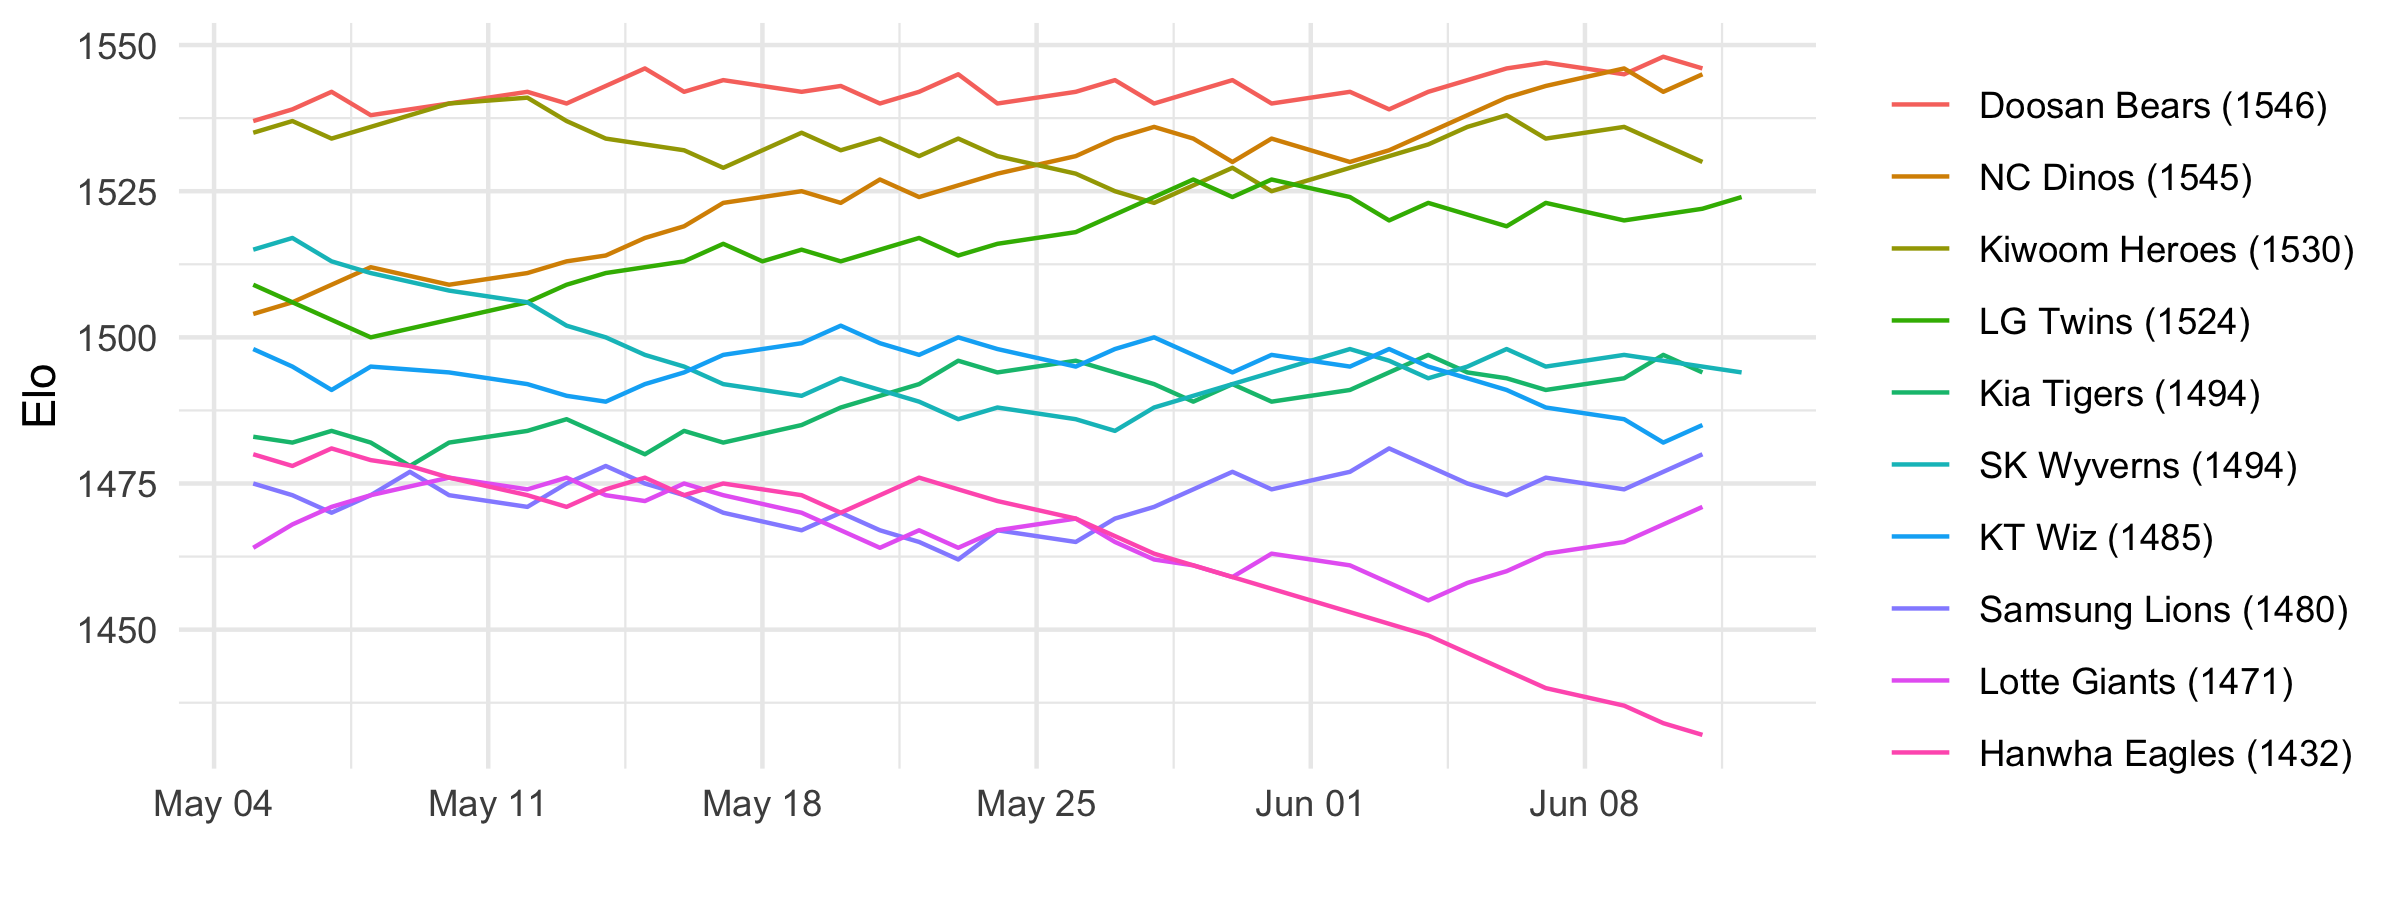 Elo
1550
1525
1500
1475
1450
May 04
May 11
May 18
May 25
Jun 01
Jun 08
Doosan Bears (1546)
NC Dinos (1545)
Kiwoom Heroes (1530)
LG Twins (1524)
Kia Tigers (1494)
SK Wyverns (1494)
KT Wiz (1485)
Samsung Lions (1480)
Lotte Giants (1471)
Hanwha Eagles (1432)